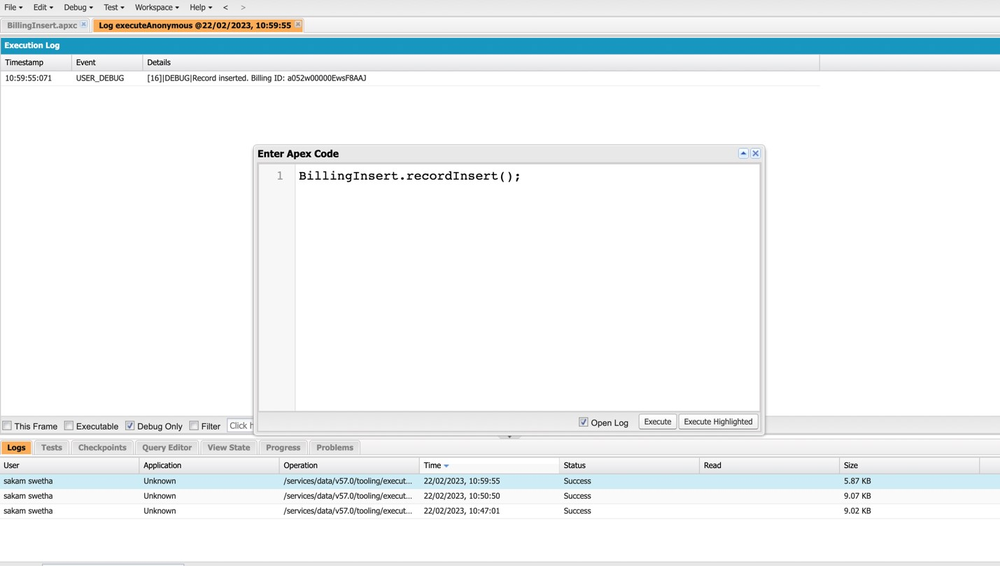 File Edit Debug Test Workspace Help < >
BillingInsert.apxc Log executeAnonymous @22/02/2023, 10:59:55
Execution Log
Timestamp Event Details
10:59:55:071 USER_DEBUG [16]|DEBUG|Record inserted. Billing ID: a052w00000EwsF8AAJ
Enter Apex Code
1 BillingInsert.recordInsert();
Open Log Execute Execute Highlighted
This Frame Executable Debug Only Filter Click
Logs Tests Checkpoints Query Editor View State Progress Problems
User Application Operation Time Status Read Size
sakam swetha Unknown /services/data/v57.0/tooling/execut... 22/02/2023, 10:59:55 Success 5.87 KB
sakam swetha Unknown /services/data/v57.0/tooling/execut... 22/02/2023, 10:50:50 Success 9.07 KB
sakam swetha Unknown /services/data/v57.0/tooling/execut... 22/02/2023, 10:47:01 Success 9.02 KB